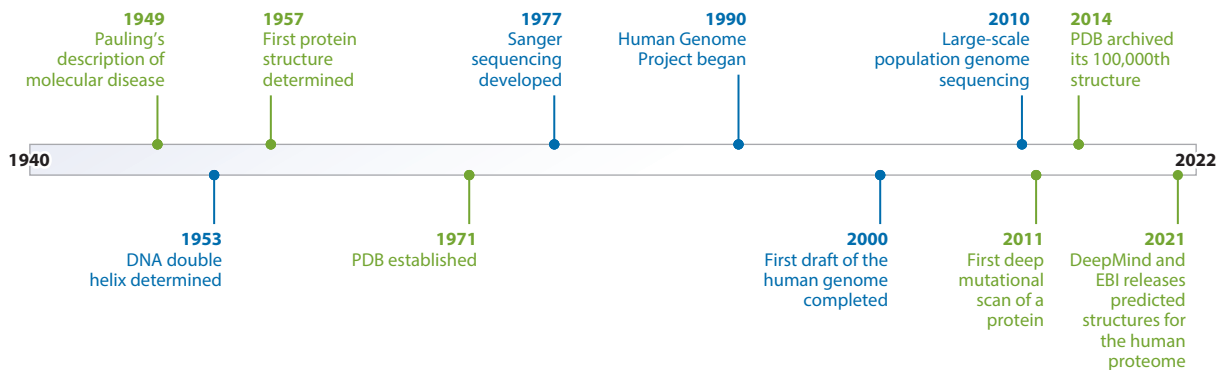 1949
Pauling's
description of
molecular disease
1957
First protein
structure
determined
1977
Sanger
sequencing
developed
1990
Human Genome
Project began
2010
Large-scale
population genome
sequencing
2014
PDB archived
its 100,000th
structure
1940
2022
1953
DNA double
helix determined
1971
PDB established
2000
First draft of the
human genome
completed
2011
First deep
mutational
scan of a
protein
2021
DeepMind and
EBI releases
predicted
structures for
the human
proteome